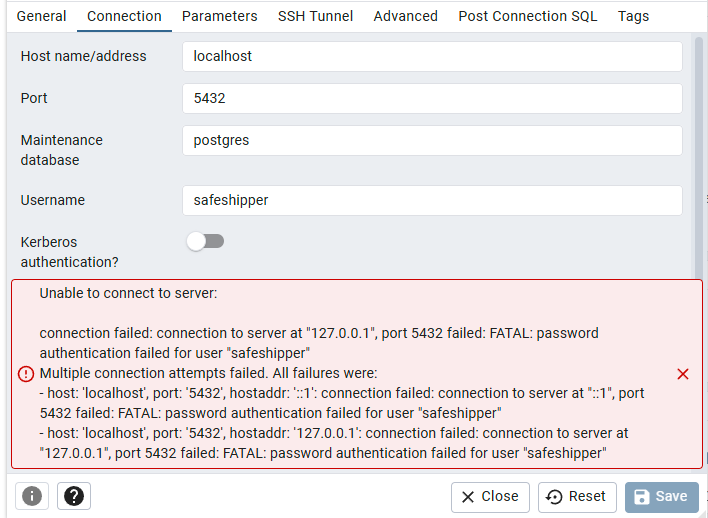 General Connection Parameters SSH Tunnel Advanced Post Connection SQL Tags
Host name/address localhost
Port 5432
Maintenance
database
postgres
Username safeshipper
Kerberos
authentication?
Unable to connect to server:
connection failed: connection to server at "127.0.0.1", port 5432 failed: FATAL: password
authentication failed for user "safeshipper"
Multiple connection attempts failed. All failures were:
- host: 'localhost', port: '5432', hostaddr: '::1': connection failed: connection to server at "::1", port
5432 failed: FATAL: password authentication failed for user "safeshipper"
- host: 'localhost', port: '5432', hostaddr: '127.0.0.1': connection failed: connection to server at
"127.0.0.1", port 5432 failed: FATAL: password authentication failed for user "safeshipper"
Close Reset Save